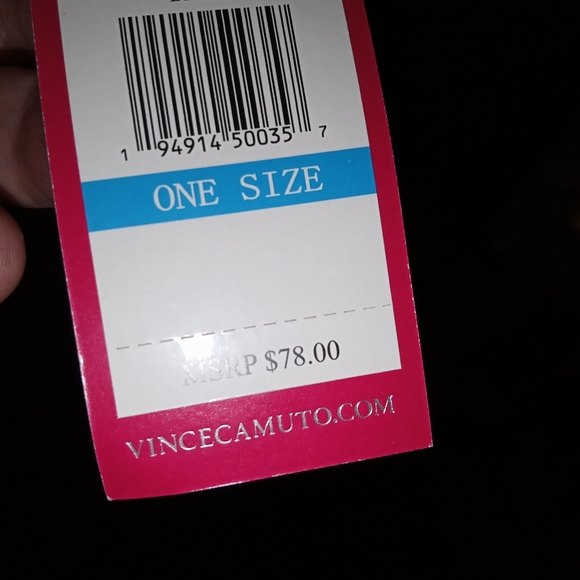 1 94914 50035 7
ONE SIZE
MSRP $78.00
VINCECAMUTO.COM